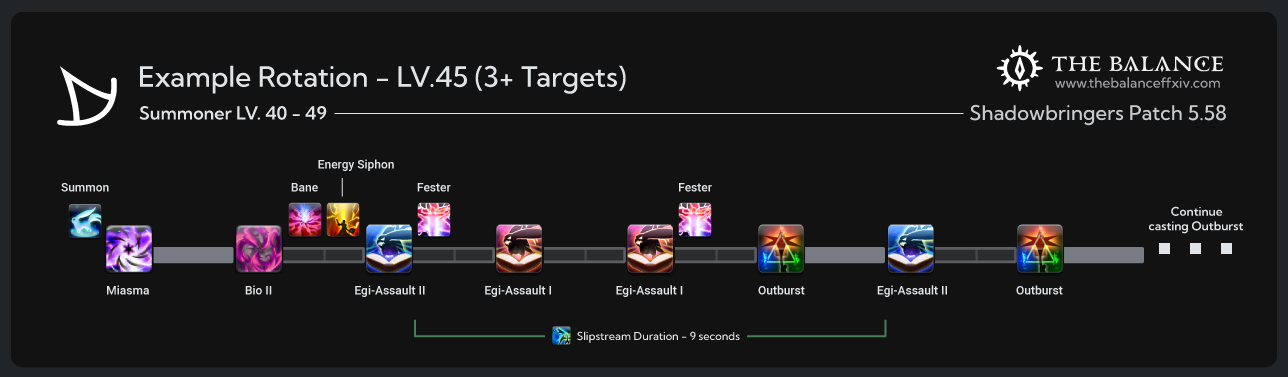 Example Rotation - LV.45 (3+ Targets)
THE BALANCE
www.thebalanceffxiv.com
Summoner LV. 40 - 49
Shadowbringers Patch 5.58
Energy Siphon
Summon
Bane
Fester
Fester
Continue
casting Outburst
Miasma
Bio II
Egi-Assault II
Egi-Assault I
Egi-Assault I
Outburst
Egi-Assault II
Outburst
Slipstream Duration - 9 seconds